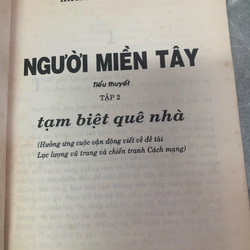 NGƯỜI MIỀN TÂY
Tiểu thuyết
TẬP 2
tạm biệt quê nhà
(Hưởng ứng cuộc vận động viết về đề tài
Lực lượng vũ trang và chiến tranh Cách mạng)